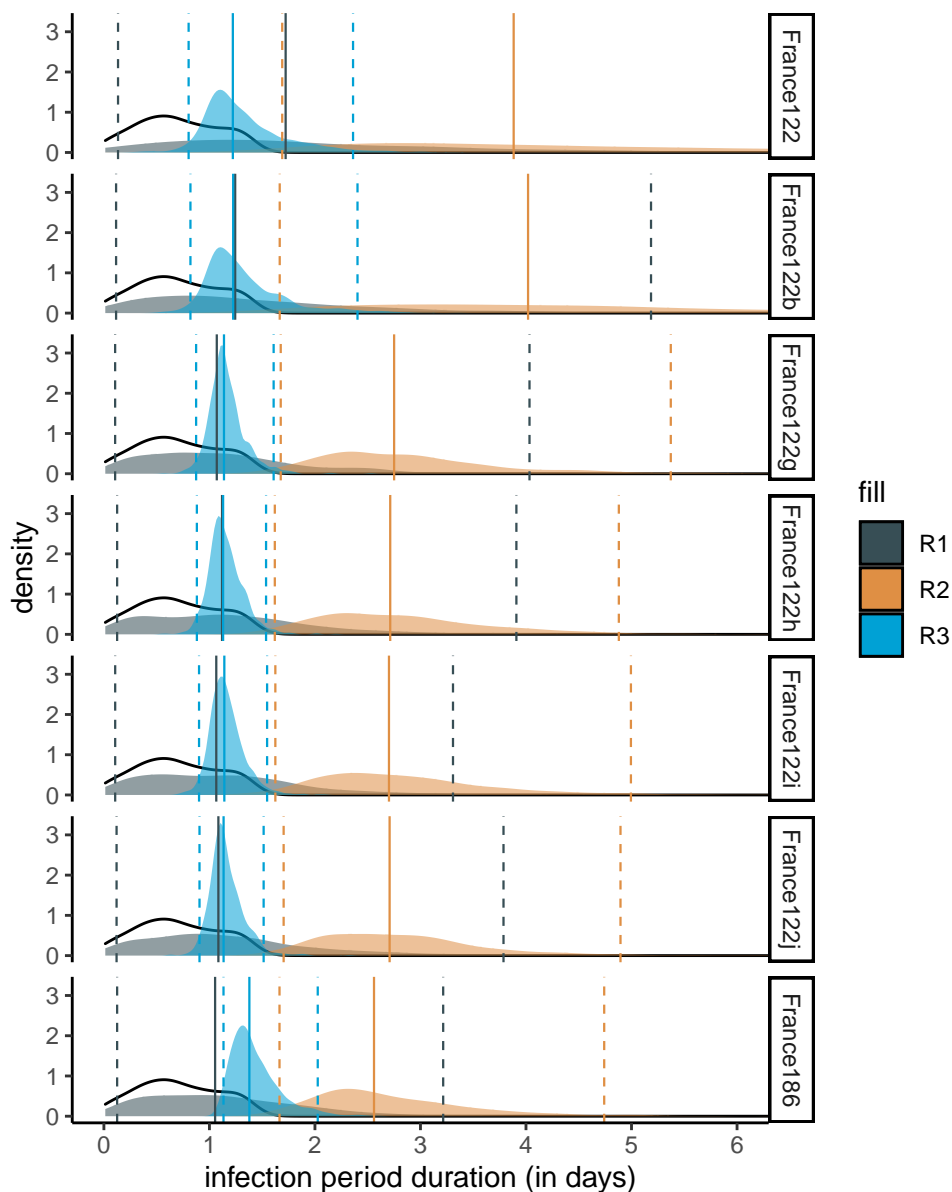 3
2
1
0
France122
3
2
1
0
France122b
3
2
1
0
France122g
3
2
1
0
France122h
3
2
1
0
France122i
3
2
1
0
France122j
3
2
1
0
France186
density
0 1 2 3 4 5 6
infection period duration (in days)
fill
R1
R2
R3